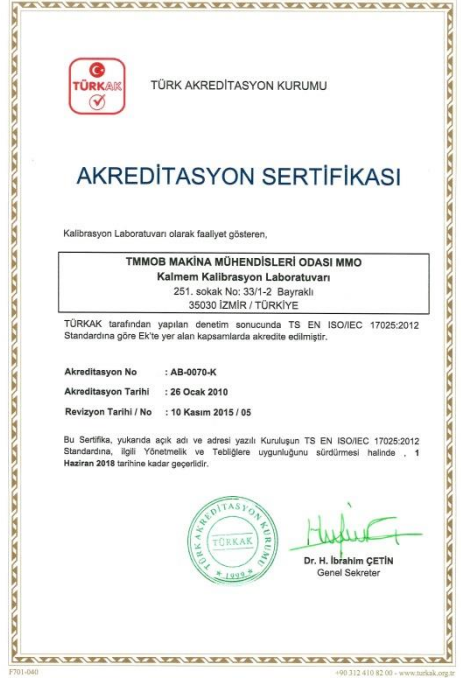 TÜRKAK
TÜRK AKREDİTASYON KURUMU
AKREDİTASYON SERTİFİKASI
Kalibrasyon Laboratuvarı olarak faaliyet gösteren,
TMMOB MAKİNA MÜHENDİSLERİ ODASI MMO
Kalmem Kalibrasyon Laboratuvarı
251. sokak No: 33/1-2 Bayraklı
35030 İZMİR / TÜRKİYE
TÜRKAK tarafından yapılan denetim sonucunda TS EN ISO/IEC 17025:2012
Standardına göre Ek'te yer alan kapsamlarda akredite edilmiştir.
Akreditasyon No : AB-0070-K
Akreditasyon Tarihi : 26 Ocak 2010
Revizyon Tarihi / No : 10 Kasım 2015 / 05
Bu Sertifika, yukarıda açık adı ve adresi yazılı Kuruluşun TS EN ISO/IEC 17025:2012
Standardına, ilgili Yönetmelik ve Tebliğlere uygunluğunu sürdürmesi halinde , 1
Haziran 2018 tarihine kadar geçerlidir.
TÜRK AKREDİTASYON KURUMU
TÜRKAK
* 1999 *
Dr. H. İbrahim ÇETİN
Genel Sekreter
F701-040
+90 312 410 82 00 - www.turkak.org.tr